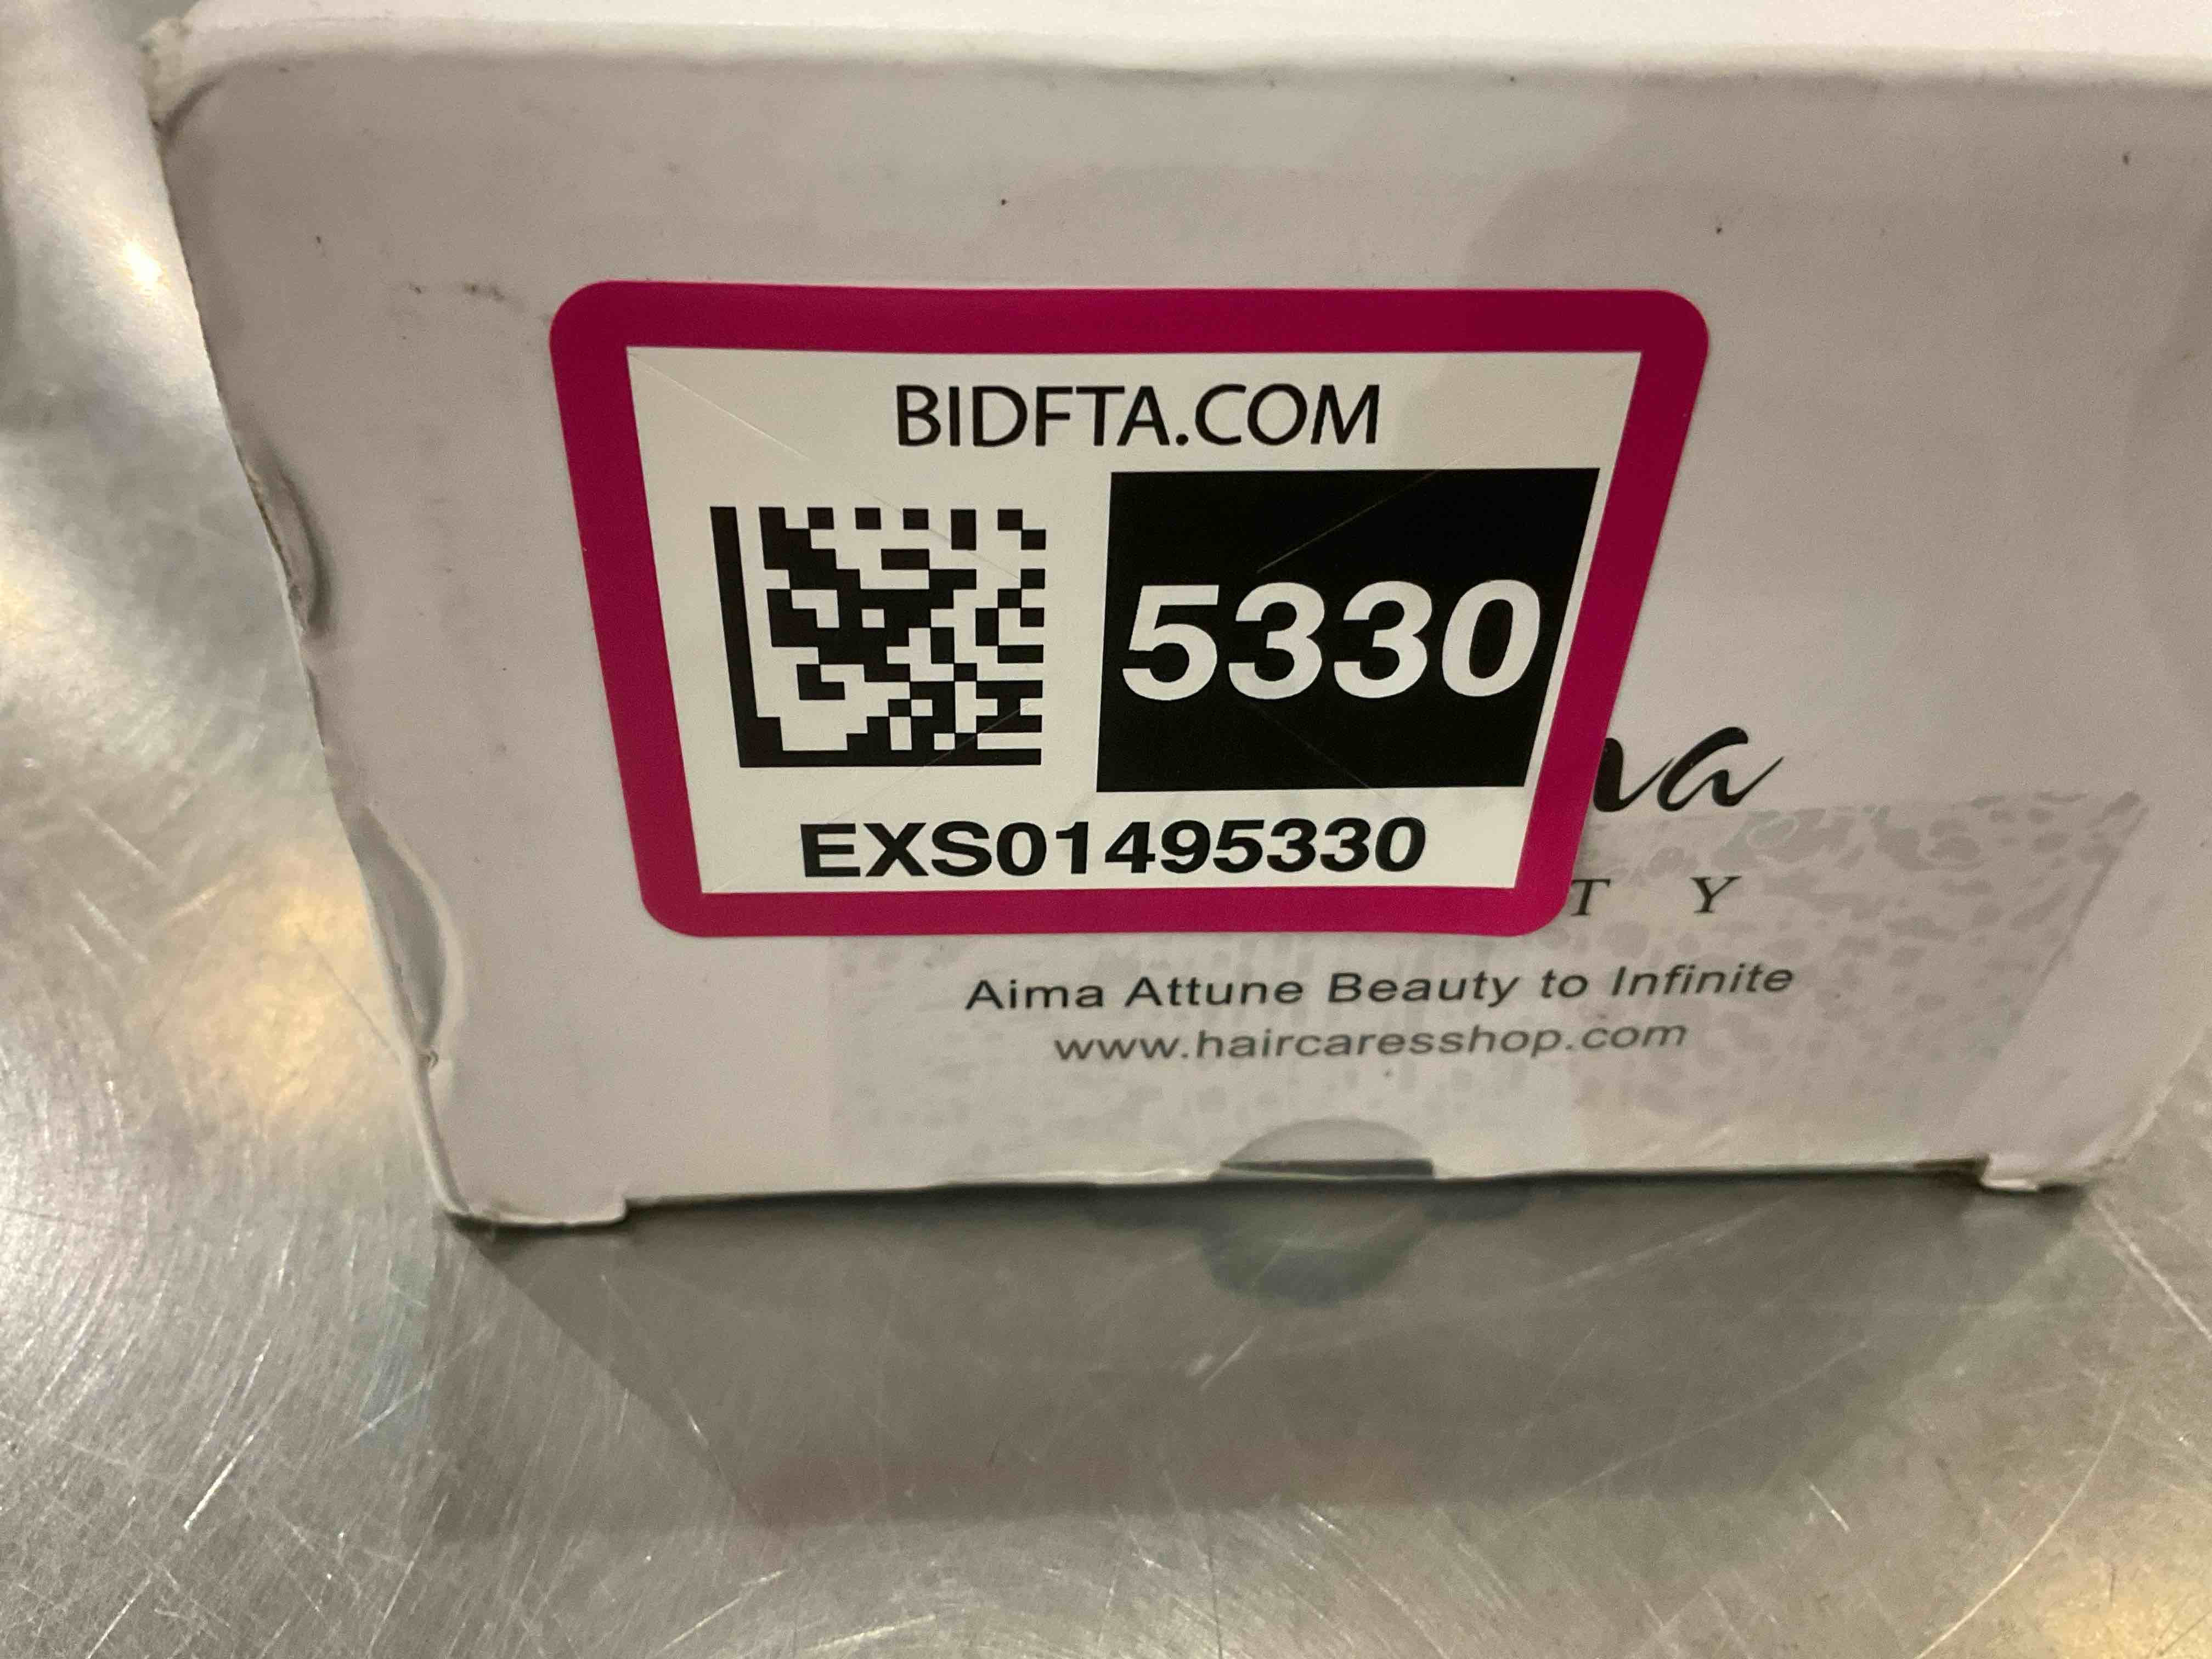 BIDFTA.COM
5330
EXS01495330
T Y
Aima Attune Beauty to Infinite
www.haircaresshop.com